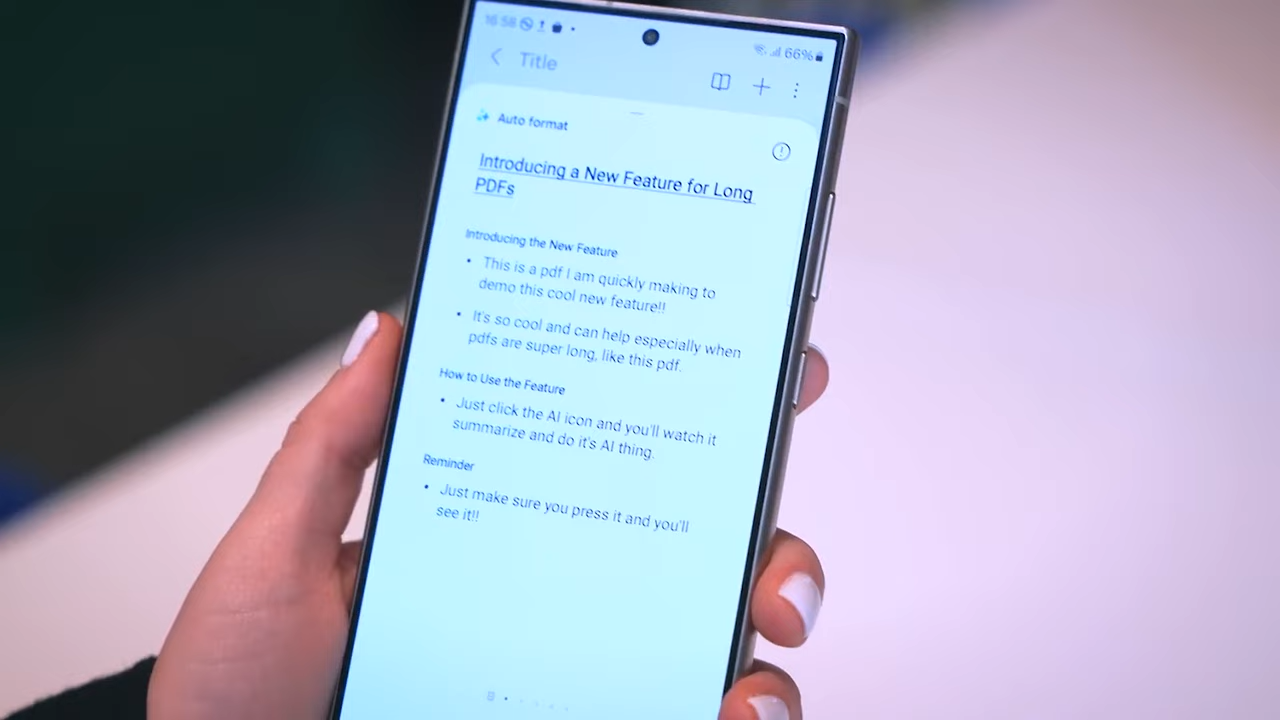 16:58
66%
Title
Auto format
Introducing a New Feature for Long
PDFs
Introducing the New Feature
• This is a pdf I am quickly making to
demo this cool new feature!!
• It's so cool and can help especially when
pdfs are super long, like this pdf.
How to Use the Feature
• Just click the AI icon and you'll watch it
summarize and do it's AI thing.
Reminder
• Just make sure you press it and you'll
see it!!